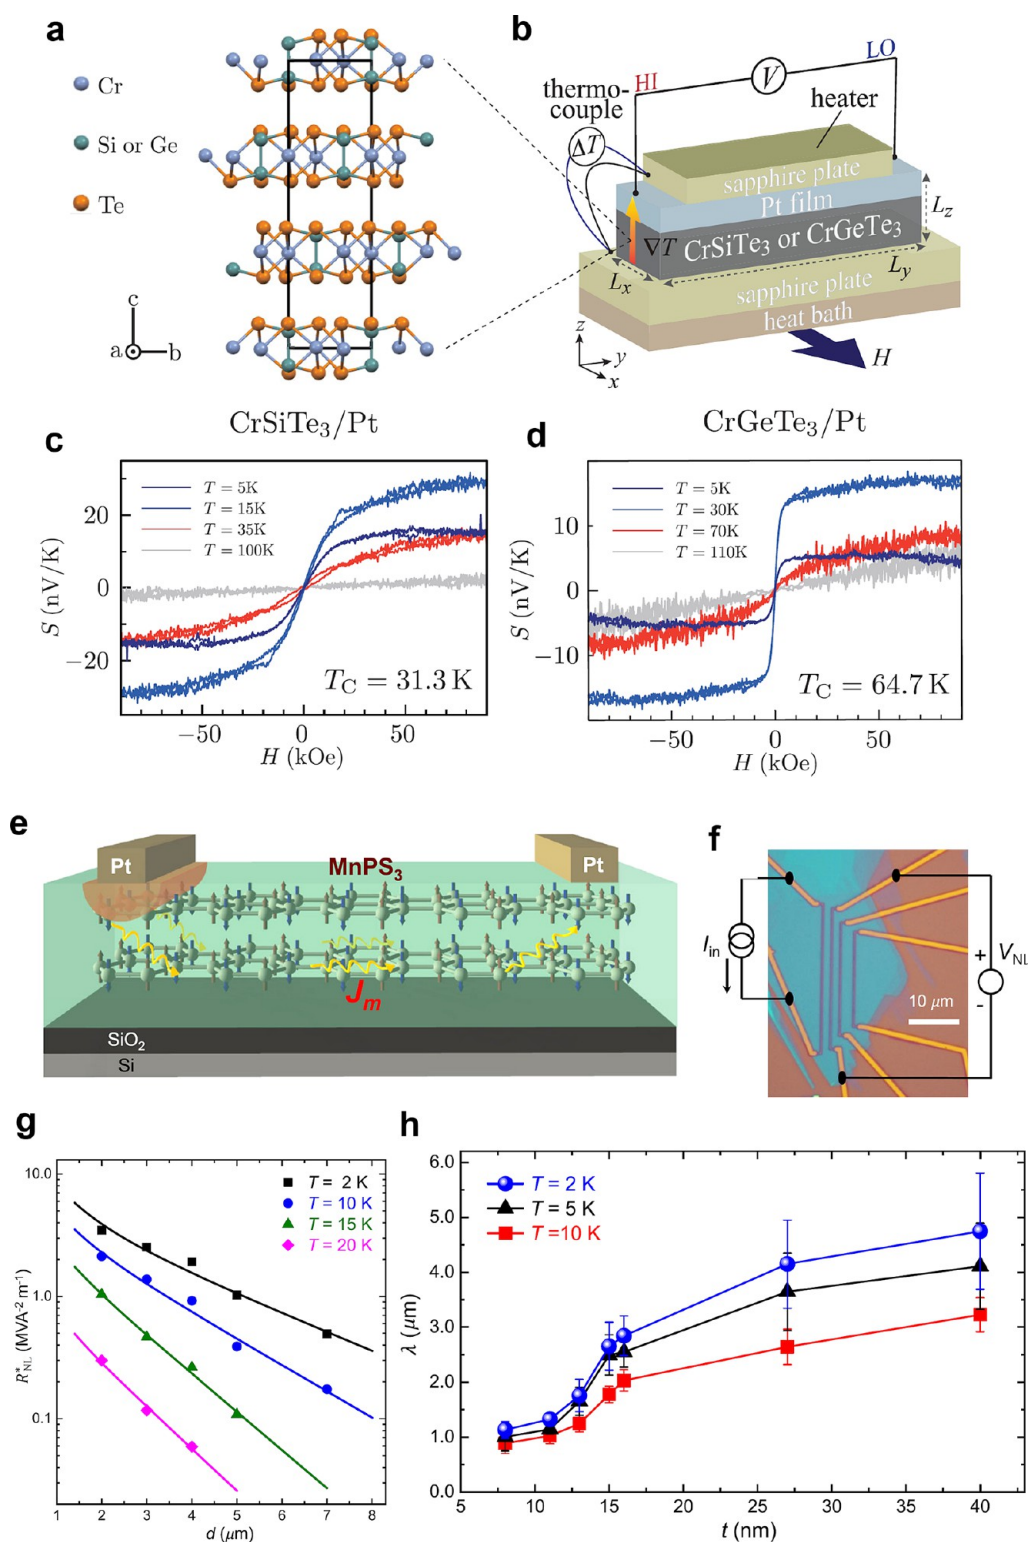 a
Cr
Si or Ge
Te
c
a
b
b
HI
LO
V
thermo-
couple
ΔT
heater
sapphire plate
Pt film
CrSiTe₃ or CrGeTe₃
∇T
Lz
Ly
Lx
sapphire plate
heat bath
z
y
x
H
CrSiTe₃/Pt
c
T = 5K
T = 15K
T = 35K
T = 100K
20
0
−20
S (nV/K)
TC = 31.3 K
−50
0
50
H (kOe)
CrGeTe₃/Pt
d
T = 5K
T = 30K
T = 70K
T = 110K
10
0
−10
S (nV/K)
TC = 64.7 K
−50
0
50
H (kOe)
e
Pt
MnPS₃
Pt
Jm
SiO₂
Si
f
Iin
+
VNL
-
10 μm
g
10.0
1.0
0.1
R*NL (MVA⁻² m⁻¹)
T = 2 K
T = 10 K
T = 15 K
T = 20 K
1 2 3 4 5 6 7 8
d (μm)
h
6.0
5.0
4.0
3.0
2.0
1.0
0.0
λ (μm)
T = 2 K
T = 5 K
T =10 K
5 10 15 20 25 30 35 40
t (nm)